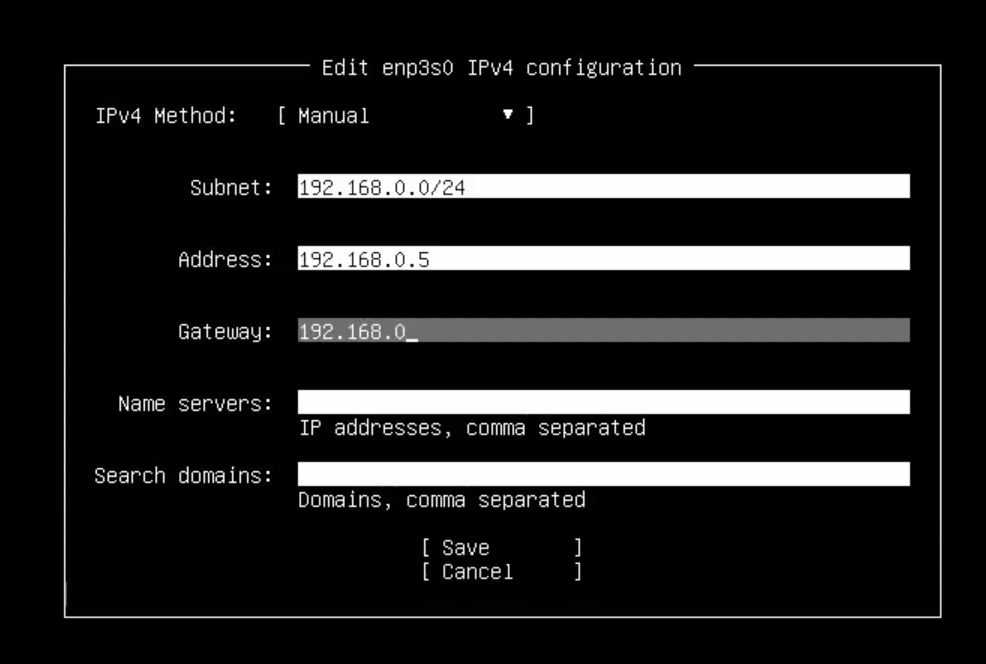 Edit enp3s0 IPv4 configuration
IPv4 Method: [ Manual ▼ ]
Subnet: 192.168.0.0/24
Address: 192.168.0.5
Gateway: 192.168.0_
Name servers:
IP addresses, comma separated
Search domains:
Domains, comma separated
[ Save ]
[ Cancel ]